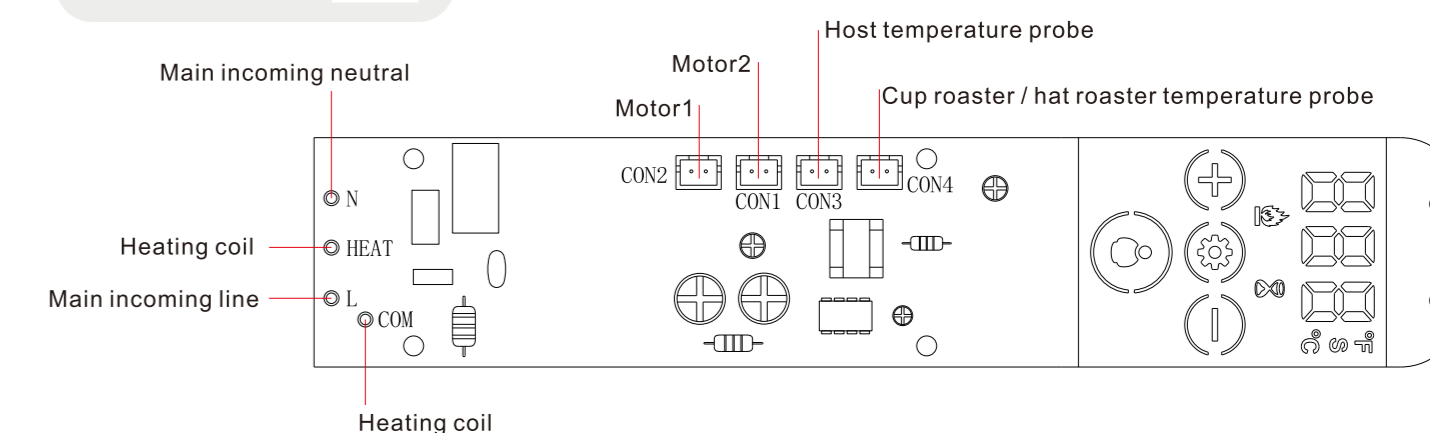 Host temperature probe
Motor2
Main incoming neutral
Cup roaster / hat roaster temperature probe
Motor1
CON2
CON1
CON3
CON4
N
Heating coil
HEAT
Main incoming line
L
COM
°C
S
°F
Heating coil